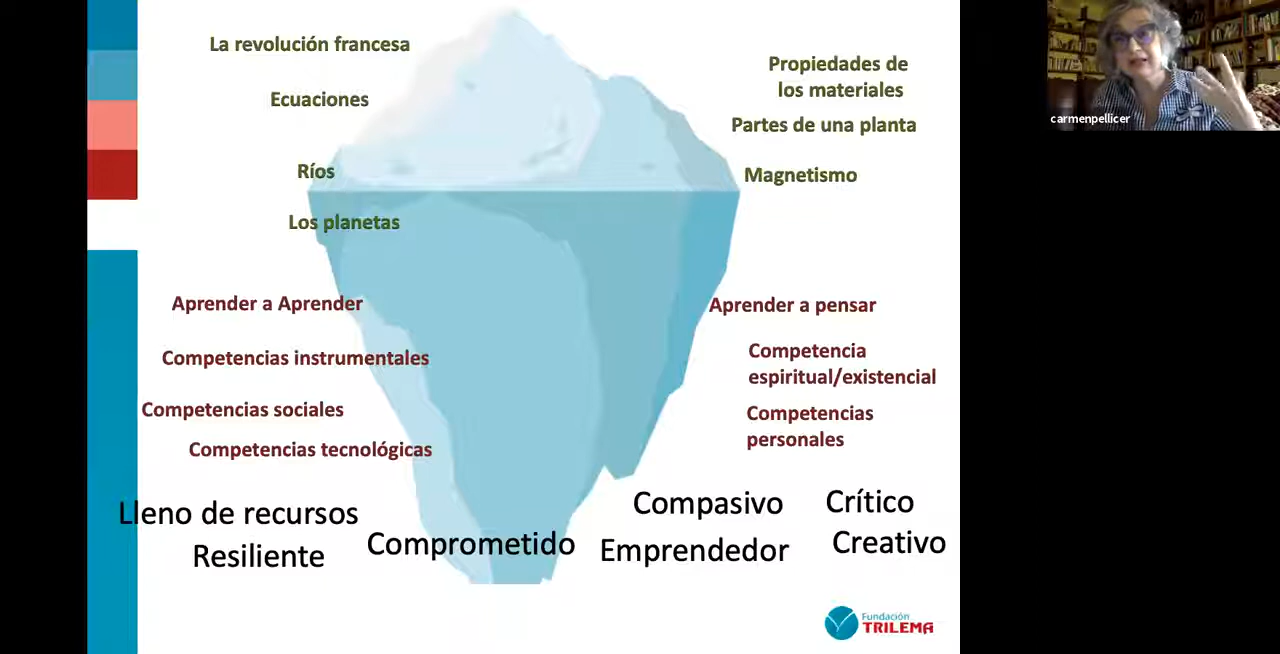 La revolución francesa
Propiedades de
los materiales
Ecuaciones
carmenpellicer
Partes de una planta
Ríos
Magnetismo
Los planetas
Aprender a Aprender
Aprender a pensar
Competencias instrumentales
Competencia
espiritual/existencial
Competencias sociales
Competencias
personales
Competencias tecnológicas
Lleno de recursos
Compasivo
Crítico
Resiliente
Comprometido
Emprendedor
Creativo
Fundación
TRILEMA